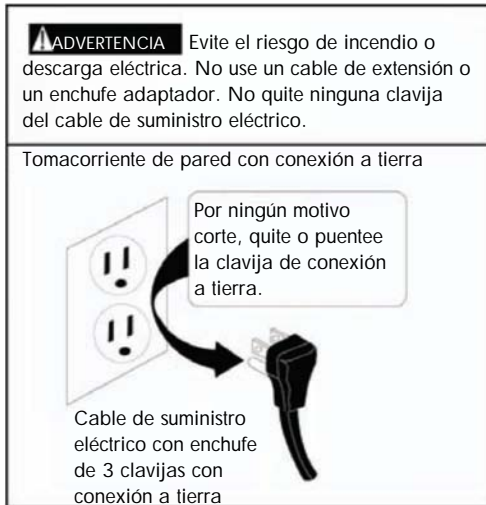 ADVERTENCIA Evite el riesgo de incendio o
descarga eléctrica. No use un cable de extensión o
un enchufe adaptador. No quite ninguna clavija
del cable de suministro eléctrico.
Tomacorriente de pared con conexión a tierra
Por ningún motivo
corte, quite o puentee
la clavija de conexión
a tierra.
Cable de suministro
eléctrico con enchufe
de 3 clavijas con
conexión a tierra